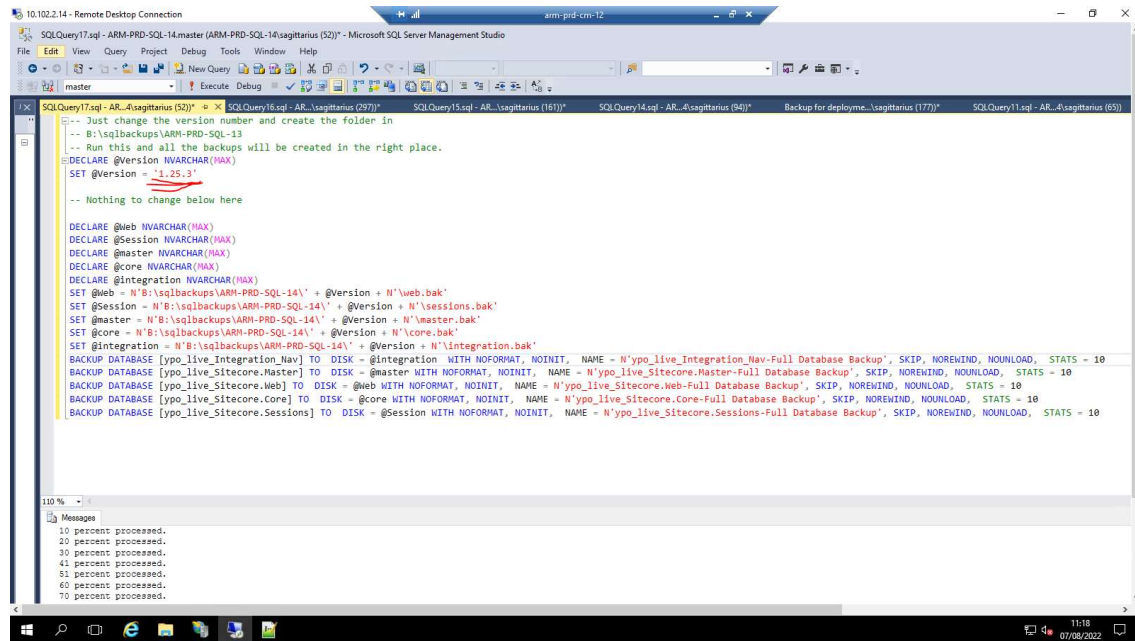 10.102.2.14 - Remote Desktop Connection
arm-prd-cm-12
SQLQuery17.sql - ARM-PRD-SQL-14.master (ARM-PRD-SQL-14\sagittarius (52))* - Microsoft SQL Server Management Studio
File Edit View Query Project Debug Tools Window Help
New Query
master Execute Debug
SQLQuery17.sql - AR...4\sagittarius (52))* SQLQuery16.sql - AR...\sagittarius (297))* SQLQuery15.sql - AR...\sagittarius (161))* SQLQuery14.sql - AR...4\sagittarius (94))* Backup for deployme...\sagittarius (177))* SQLQuery11.sql - AR...4\sagittarius (65))
-- Just change the version number and create the folder in
-- B:\sqlbackups\ARM-PRD-SQL-13
-- Run this and all the backups will be created in the right place.
DECLARE @Version NVARCHAR(MAX)
SET @Version = '1.25.3'
-- Nothing to change below here
DECLARE @Web NVARCHAR(MAX)
DECLARE @Session NVARCHAR(MAX)
DECLARE @master NVARCHAR(MAX)
DECLARE @core NVARCHAR(MAX)
DECLARE @integration NVARCHAR(MAX)
SET @Web = N'B:\sqlbackups\ARM-PRD-SQL-14\' + @Version + N'\web.bak'
SET @Session = N'B:\sqlbackups\ARM-PRD-SQL-14\' + @Version + N'\sessions.bak'
SET @master = N'B:\sqlbackups\ARM-PRD-SQL-14\' + @Version + N'\master.bak'
SET @core = N'B:\sqlbackups\ARM-PRD-SQL-14\' + @Version + N'\core.bak'
SET @integration = N'B:\sqlbackups\ARM-PRD-SQL-14\' + @Version + N'\integration.bak'
BACKUP DATABASE [ypo_live_Integration_Nav] TO DISK = @integration WITH NOFORMAT, NOINIT, NAME = N'ypo_live_Integration_Nav-Full Database Backup', SKIP, NOREWIND, NOUNLOAD, STATS = 10
BACKUP DATABASE [ypo_live_Sitecore.Master] TO DISK = @master WITH NOFORMAT, NOINIT, NAME = N'ypo_live_Sitecore.Master-Full Database Backup', SKIP, NOREWIND, NOUNLOAD, STATS = 10
BACKUP DATABASE [ypo_live_Sitecore.Web] TO DISK = @Web WITH NOFORMAT, NOINIT, NAME = N'ypo_live_Sitecore.Web-Full Database Backup', SKIP, NOREWIND, NOUNLOAD, STATS = 10
BACKUP DATABASE [ypo_live_Sitecore.Core] TO DISK = @core WITH NOFORMAT, NOINIT, NAME = N'ypo_live_Sitecore.Core-Full Database Backup', SKIP, NOREWIND, NOUNLOAD, STATS = 10
BACKUP DATABASE [ypo_live_Sitecore.Sessions] TO DISK = @Session WITH NOFORMAT, NOINIT, NAME = N'ypo_live_Sitecore.Sessions-Full Database Backup', SKIP, NOREWIND, NOUNLOAD, STATS = 10
110 %
Messages
10 percent processed.
20 percent processed.
30 percent processed.
41 percent processed.
51 percent processed.
60 percent processed.
70 percent processed.
11:18
07/08/2022